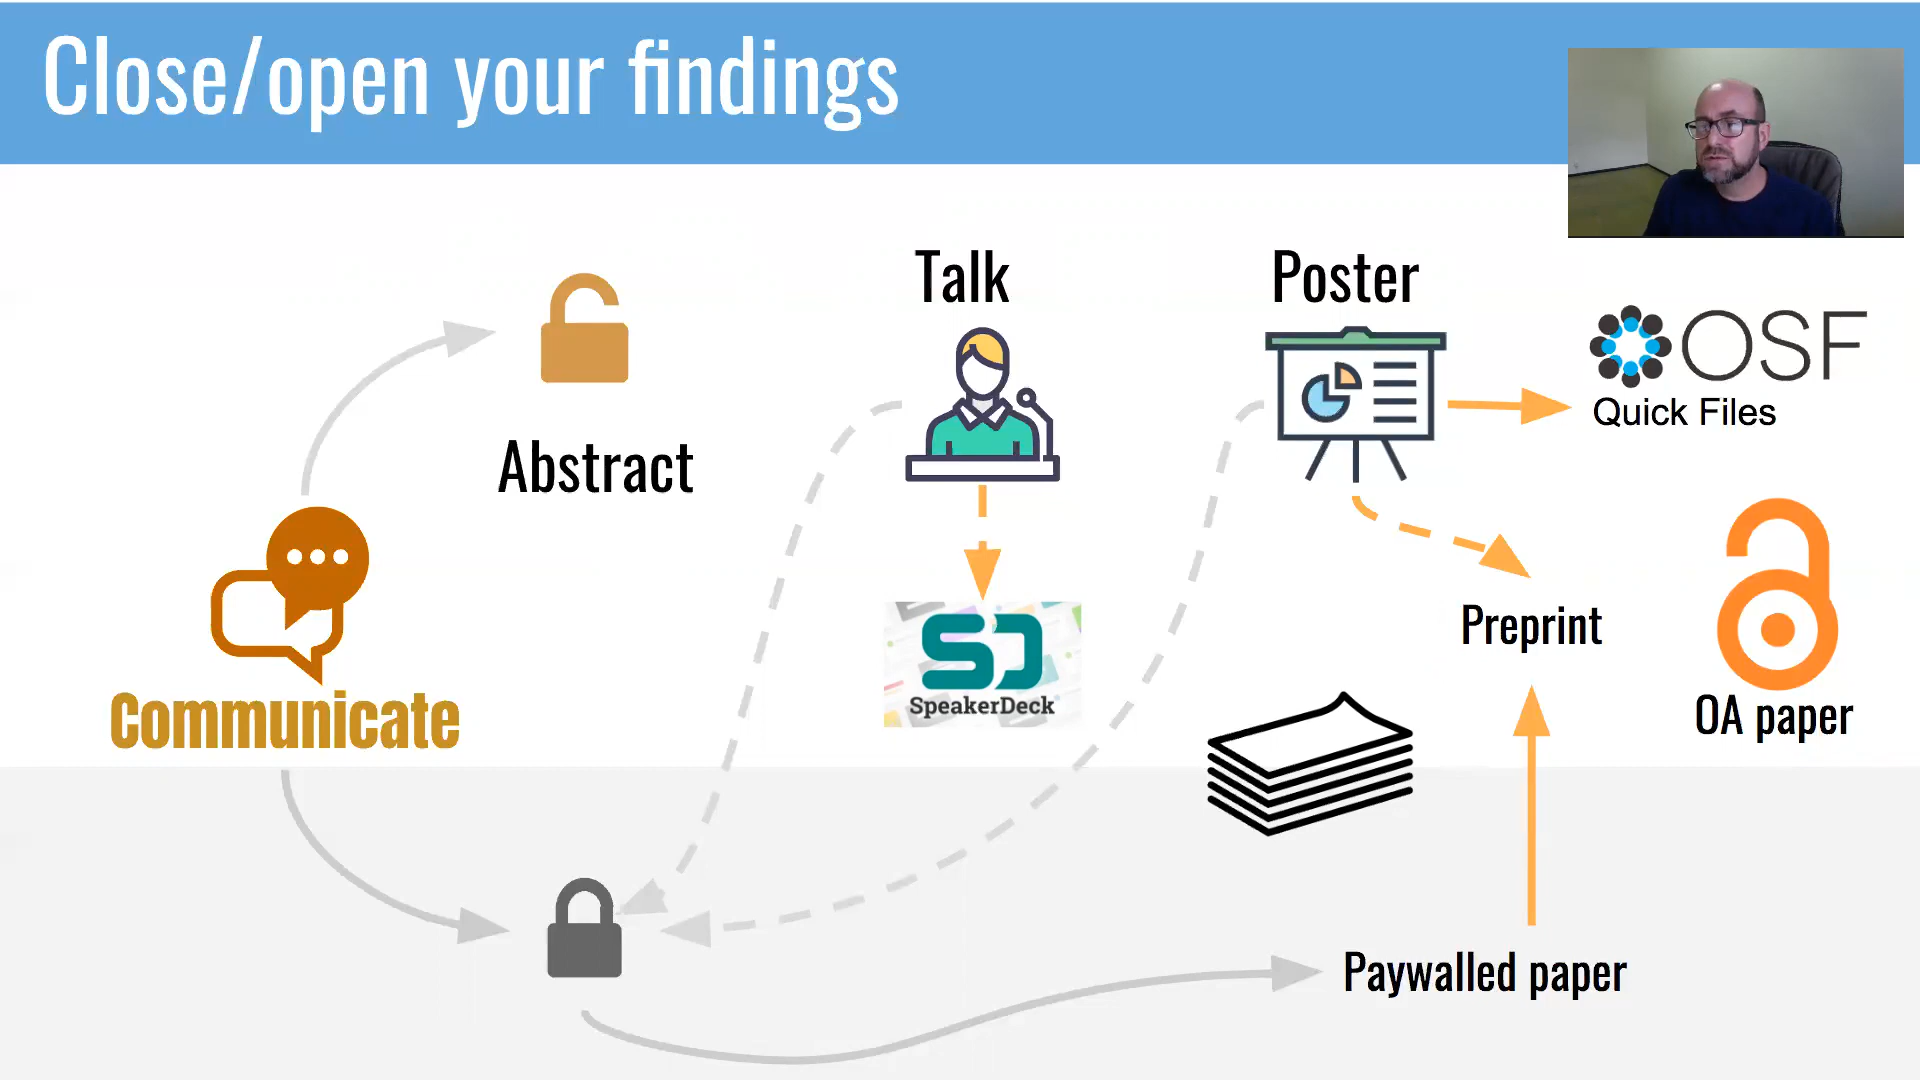 Close/open your findings
Talk
Poster
OSF
Quick Files
Abstract
Preprint
SpeakerDeck
OA paper
Communicate
Paywalled paper